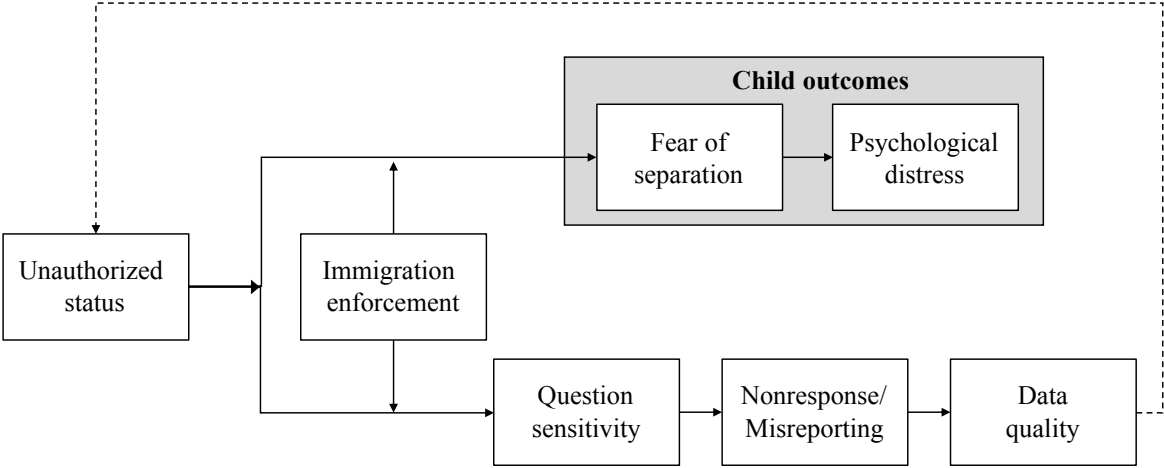 Child outcomes
Fear of
separation
Psychological
distress
Unauthorized
status
Immigration
enforcement
Question
sensitivity
Nonresponse/
Misreporting
Data
quality